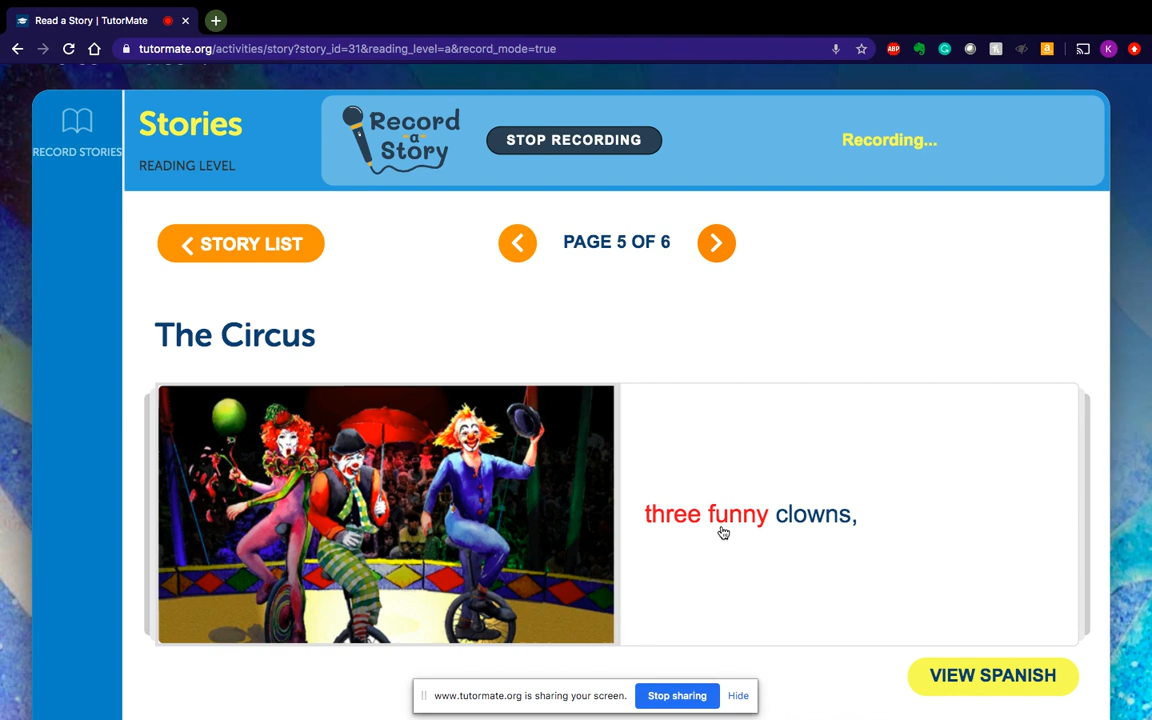 Read a Story | TutorMate
tutormate.org/activities/story?story_id=31&reading_level=a&record_mode=true
ABP
K
RECORD STORIES
Stories
READING LEVEL
Record
a
Story
STOP RECORDING
Recording...
STORY LIST
PAGE 5 OF 6
The Circus
three funny clowns,
VIEW SPANISH
www.tutormate.org is sharing your screen.
Stop sharing
Hide